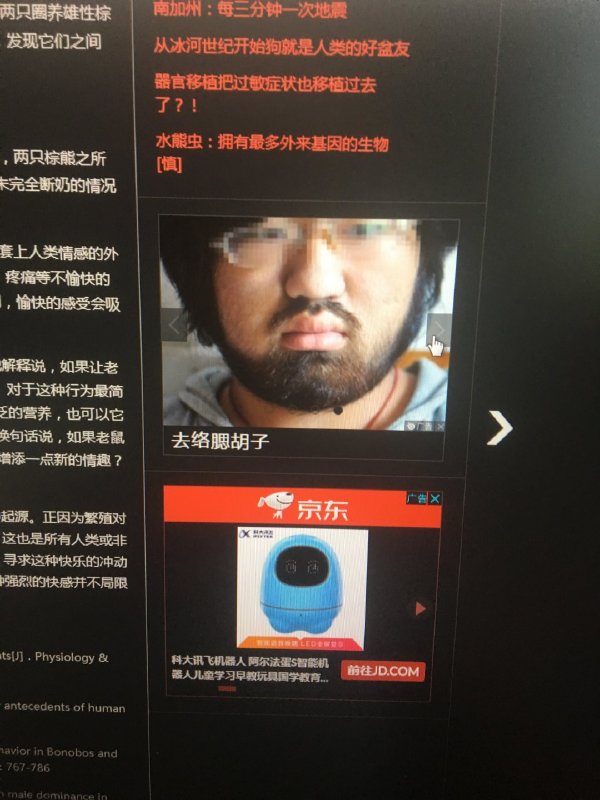 两只圈养雄性棕
发现它们之间
，两只棕熊之所
未完全断奶的情况
套上人类情感的外
疼痛等不愉快的
，愉快的感受会吸
解释说，如果让老
对于这种行为最简
的营养，也可以它
换句话说，如果老鼠
增添一点新的情趣？
起源。正因为繁殖对
这也是所有人类或非
寻求这种快乐的冲动
强烈的快感并不局限
[J]. Physiology &
antecedents of human
havior in Bonobos and
: 767-786
male dominance in
南加州：每三分钟一次地震
从冰河世纪开始狗就是人类的好盆友
器官移植把过敏症状也移植过去
了？！
水熊虫：拥有最多外来基因的生物
[慎]
广告
去络腮胡子
京东
广告
科大讯飞
IFLYTEK
科大讯飞机器人 阿尔法蛋S智能机
器人儿童学习早教玩具国学教育...
前往JD.COM